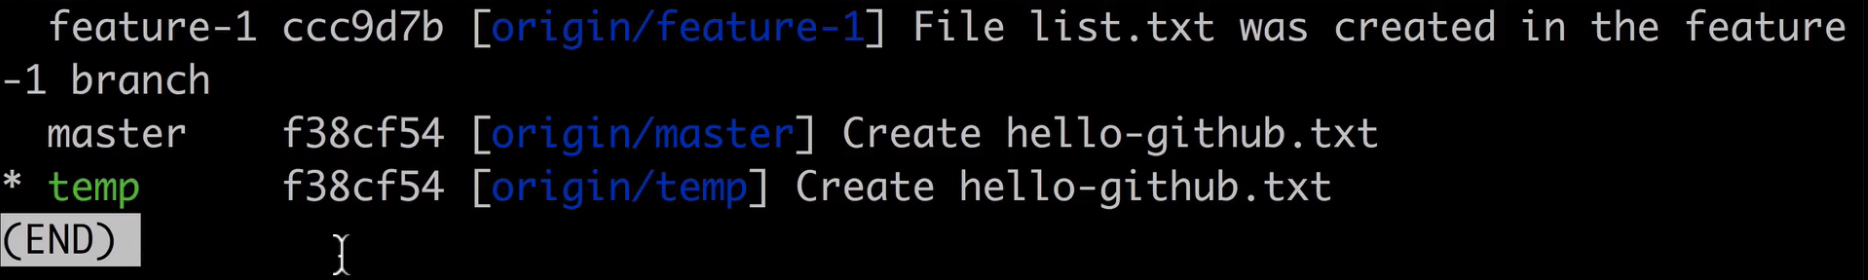 feature-1 ccc9d7b [origin/feature-1] File list.txt was created in the feature
-1 branch
master f38cf54 [origin/master] Create hello-github.txt
* temp f38cf54 [origin/temp] Create hello-github.txt
(END)